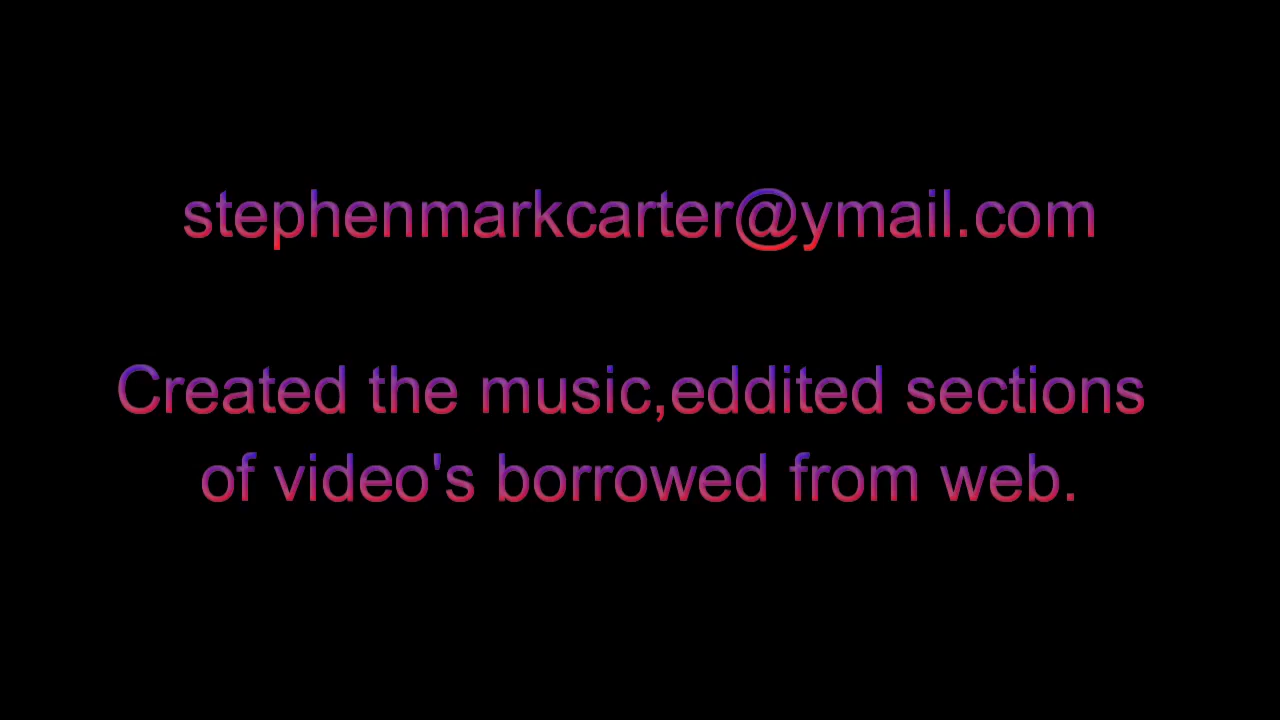 stephenmarkcarter@ymail.com
Created the music,eddited sections
of video's borrowed from web.